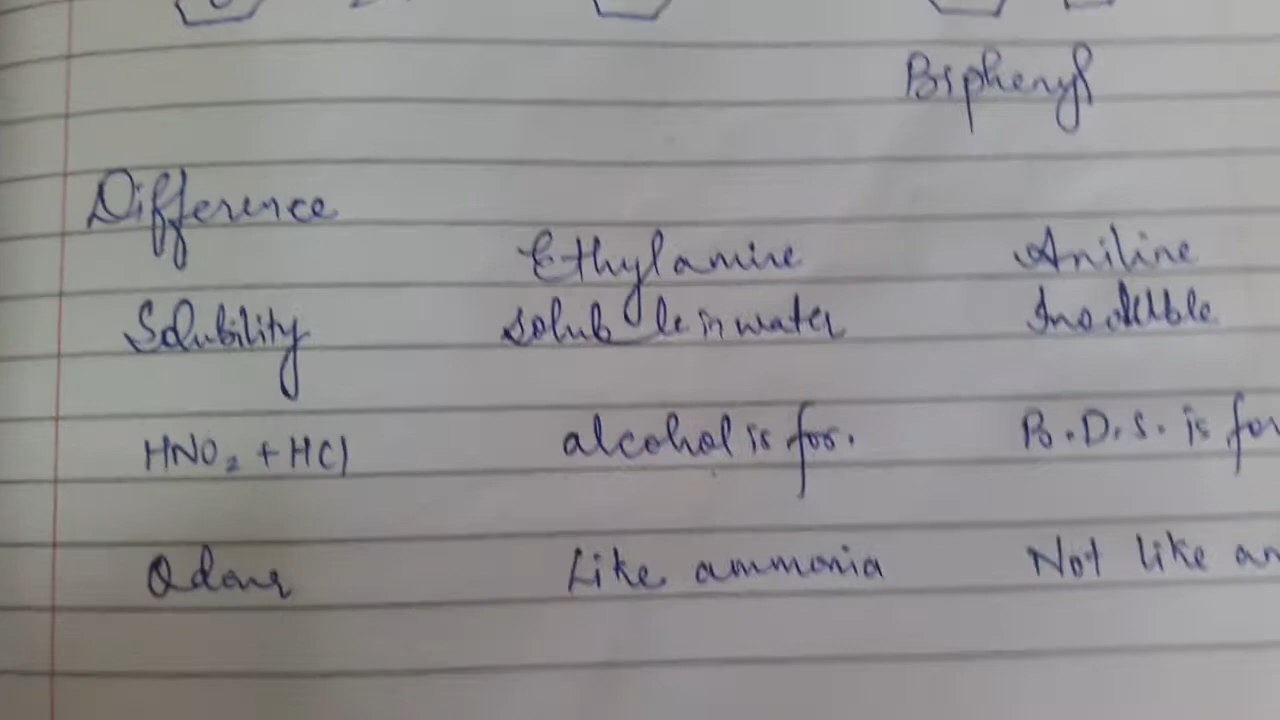 Biphenyl
Difference
Ethylamine Aniline
Solubility soluble in water Insoluble
HNO₂ + HCl alcohol is for. B.D.S. is for
Odour Like ammonia Not like am